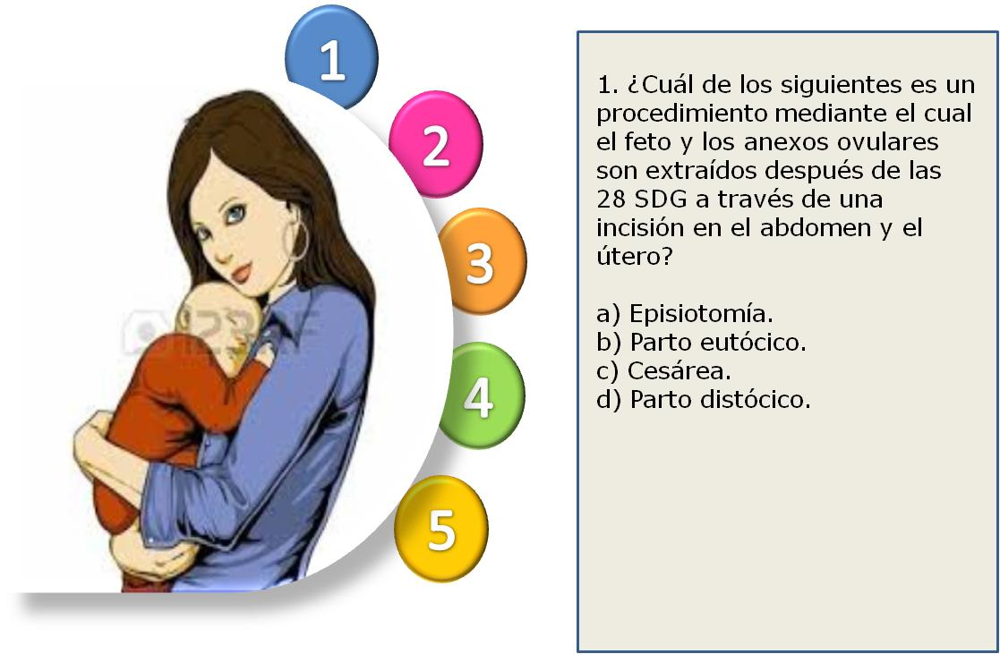 1
2
3
4
5
123RF
1. ¿Cuál de los siguientes es un
procedimiento mediante el cual
el feto y los anexos ovulares
son extraídos después de las
28 SDG a través de una
incisión en el abdomen y el
útero?
a) Episiotomía.
b) Parto eutócico.
c) Cesárea.
d) Parto distócico.